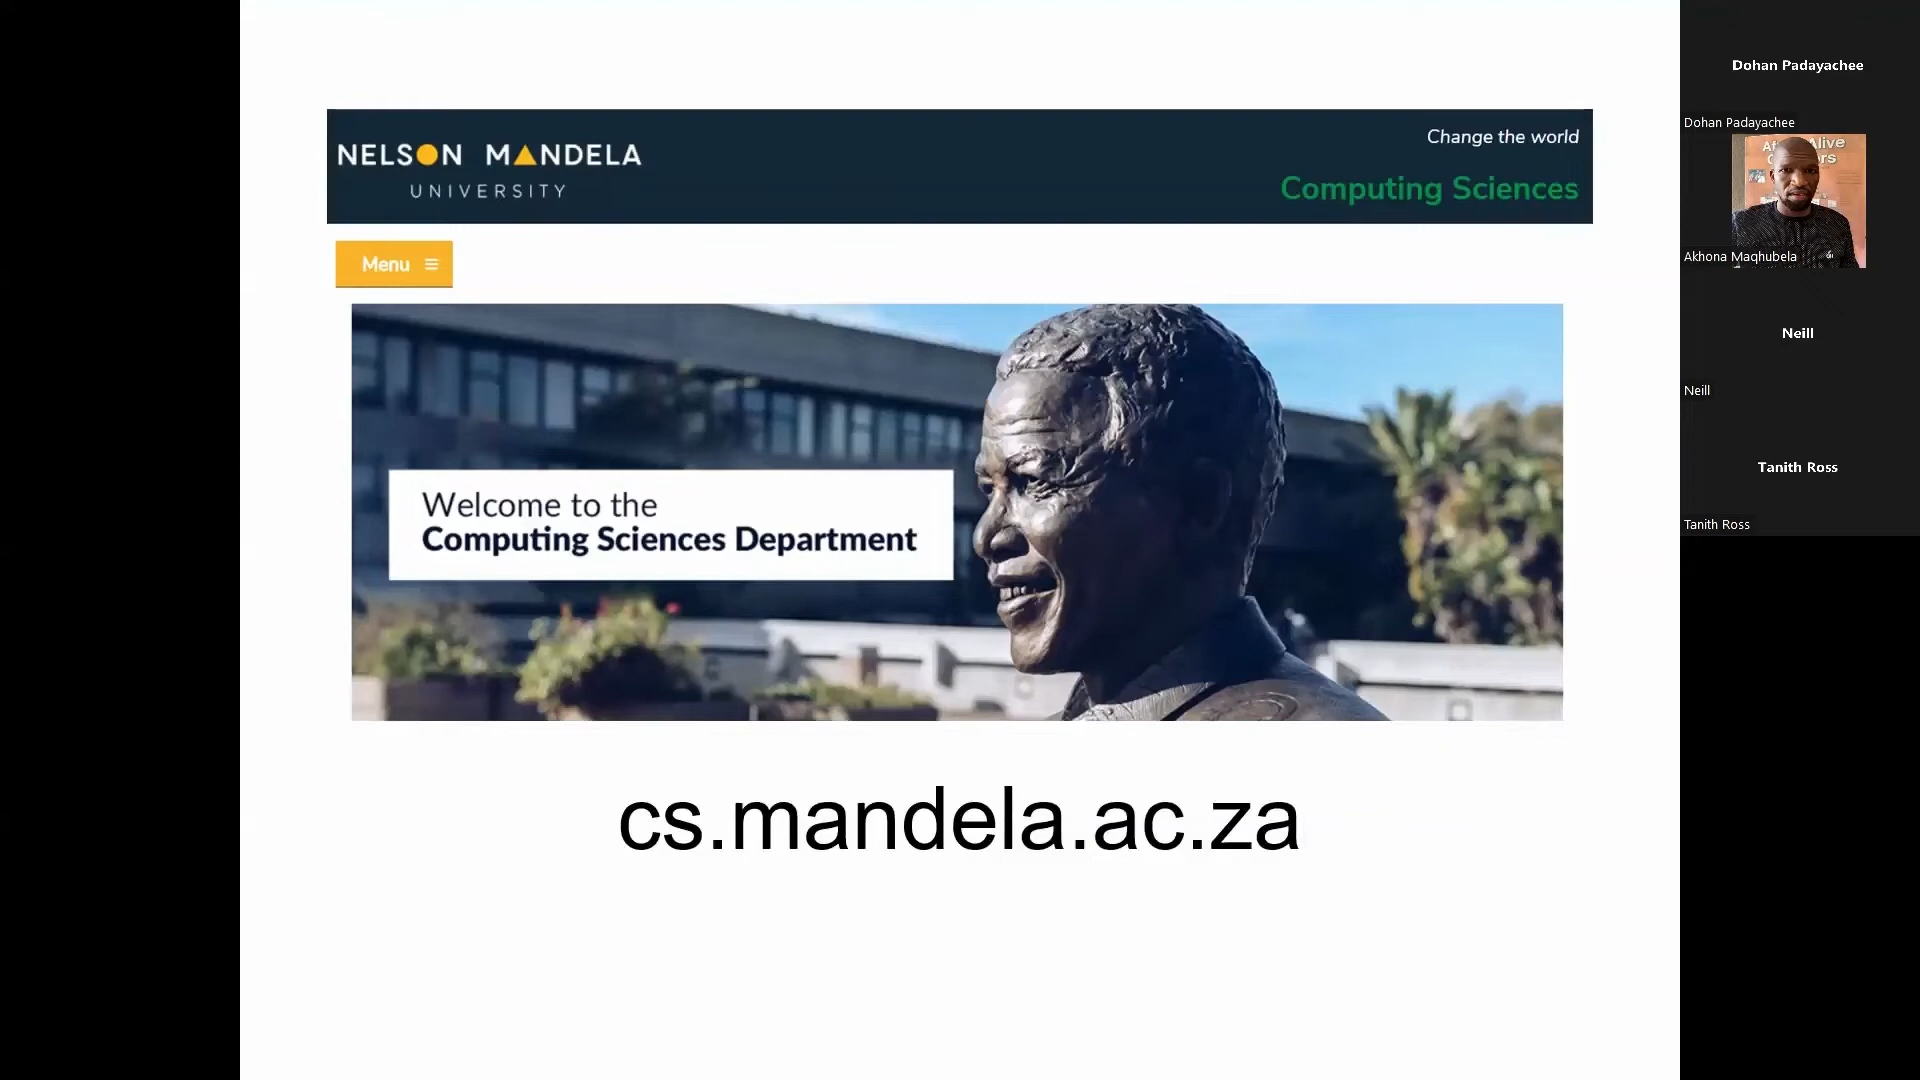 NELSON MANDELA
UNIVERSITY
Change the world
Computing Sciences
Menu
Welcome to the
Computing Sciences Department
cs.mandela.ac.za
Dohan Padayachee
Dohan Padayachee
Akhona Maqhubela
Neill
Neill
Tanith Ross
Tanith Ross